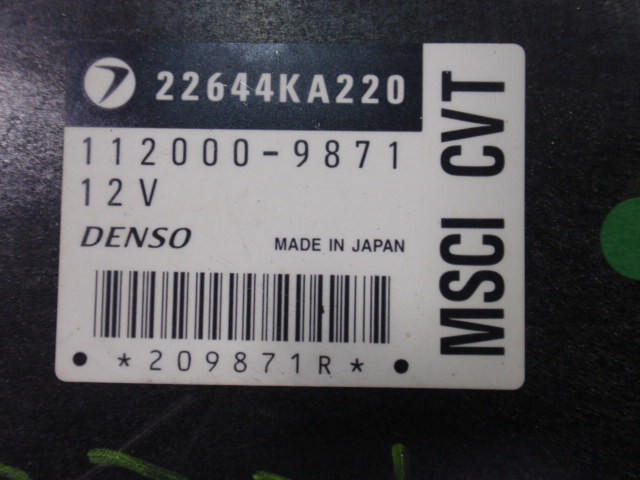 22644KA220
112000-9871
12V
DENSO MADE IN JAPAN
*209871R*
MSCI CVT